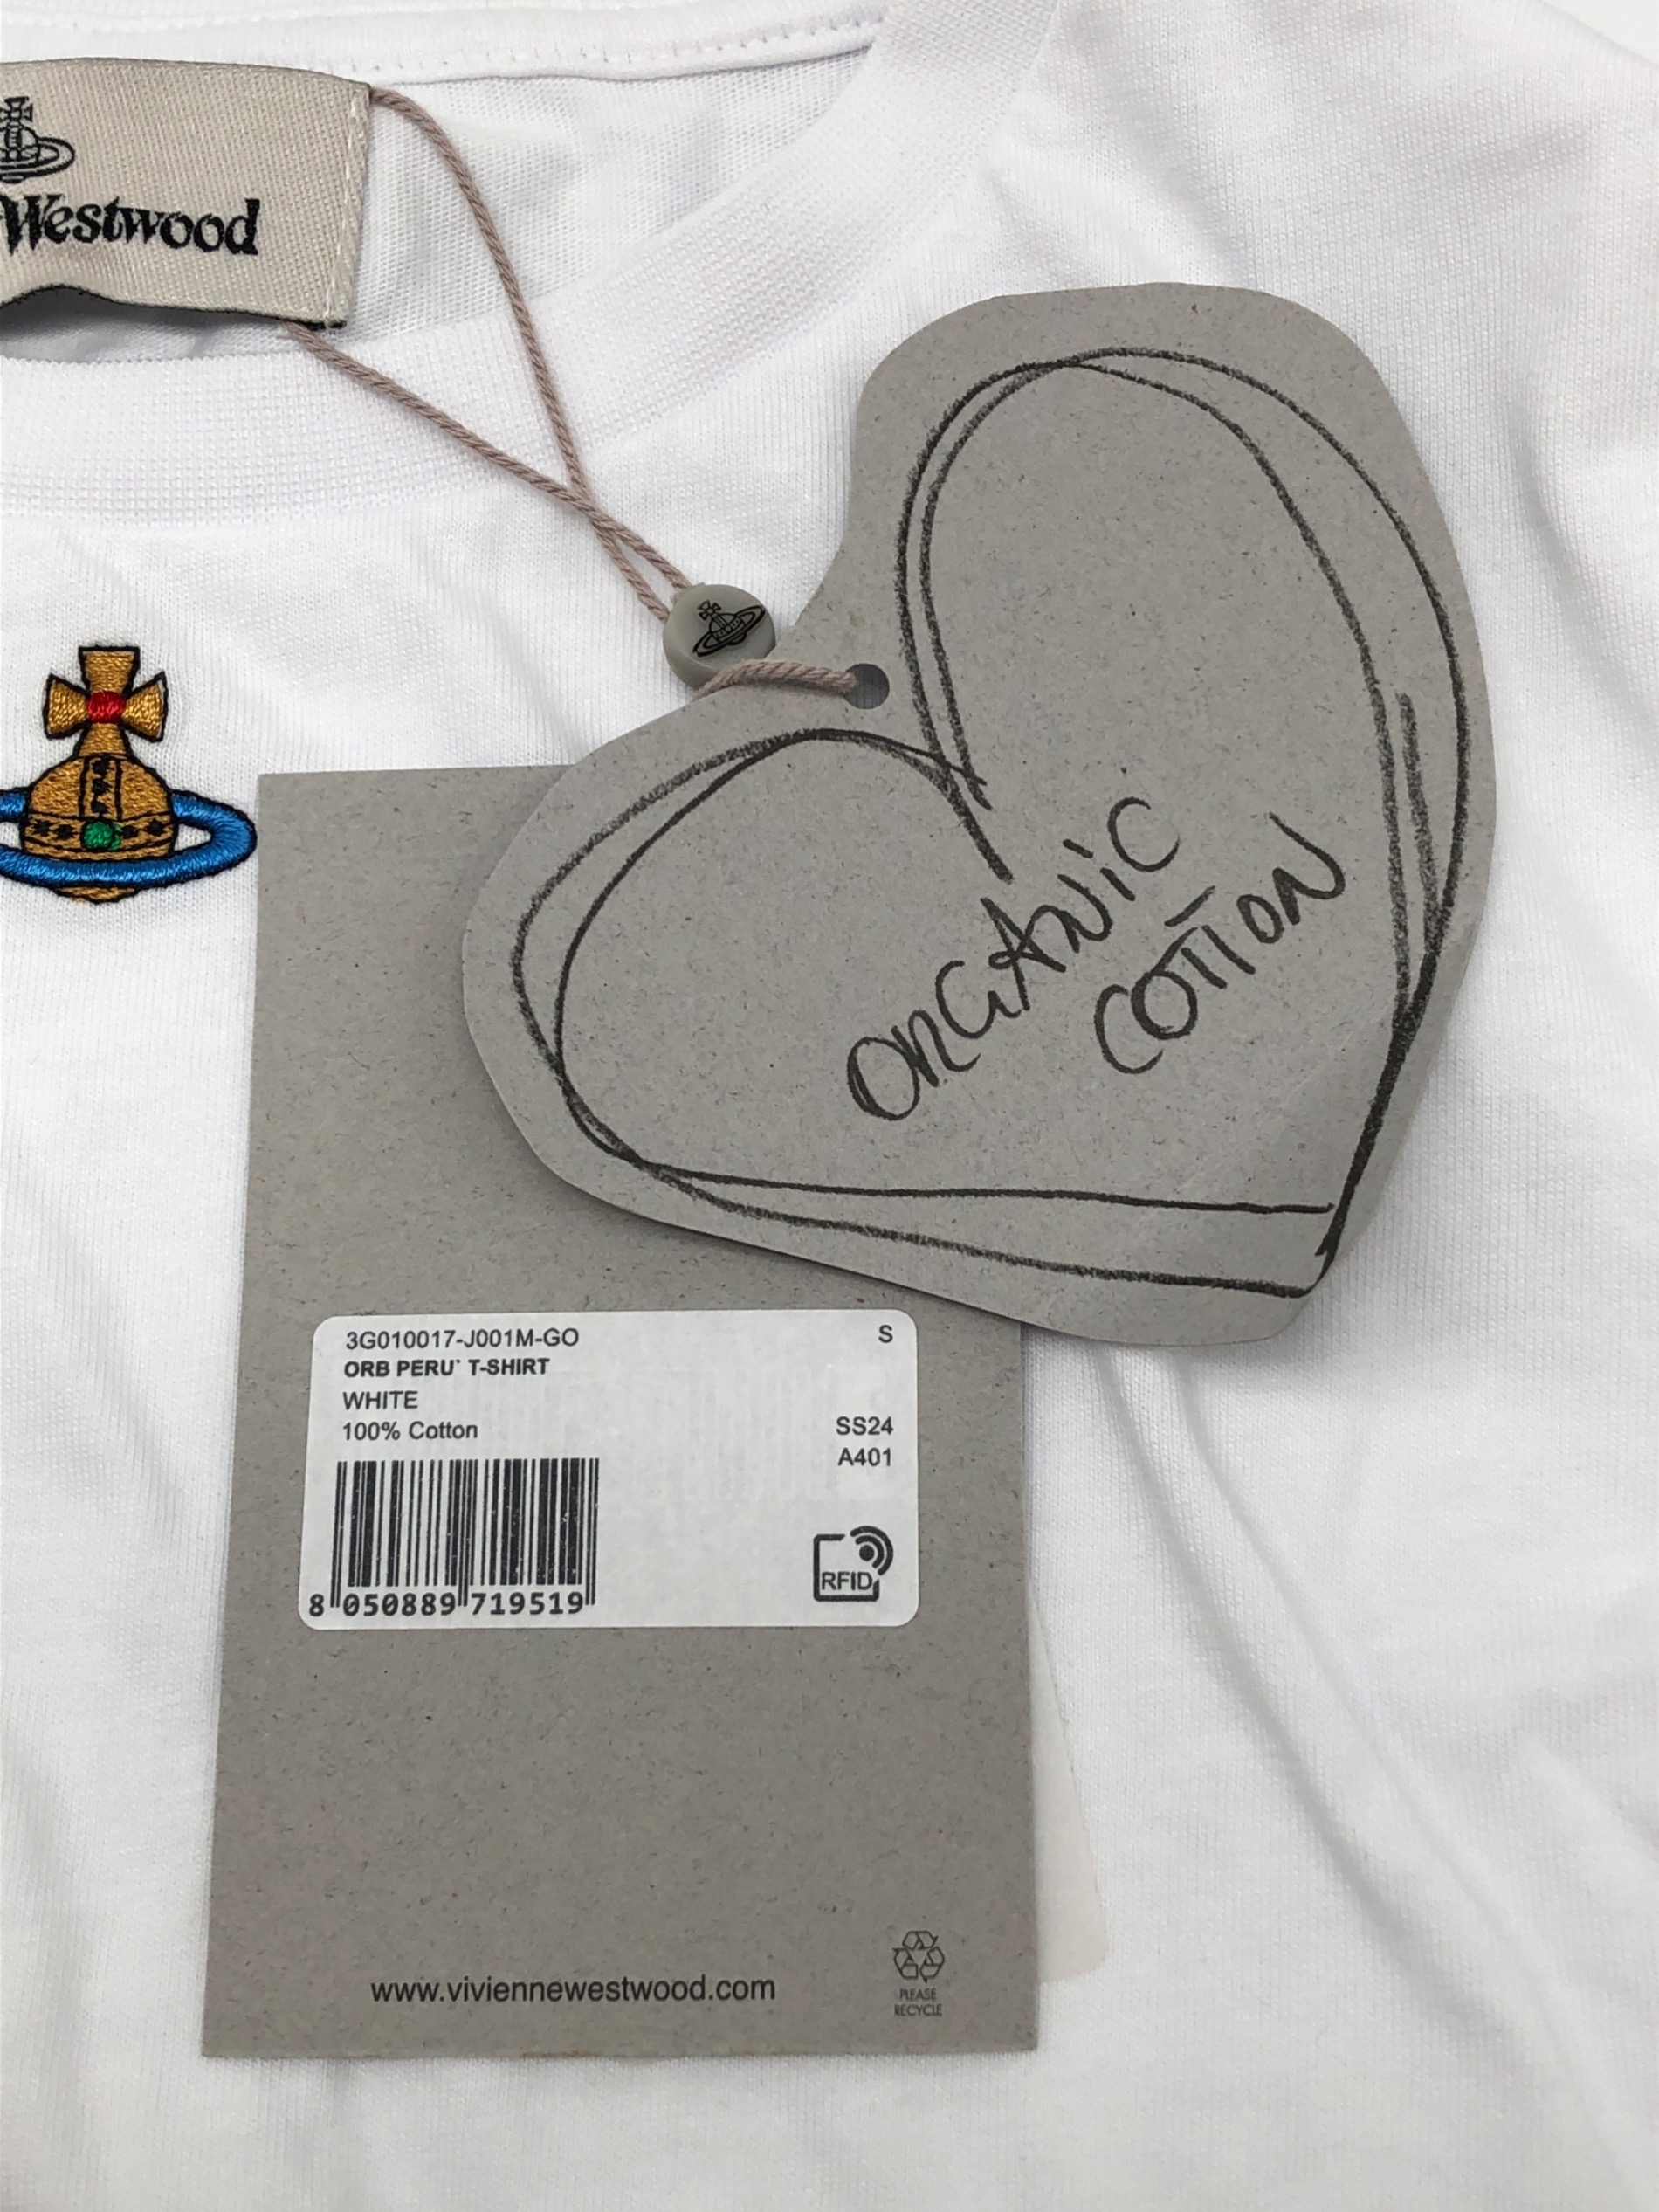 Westwood
ORGANIC
COTTON
3G010017-J001M-GO S
ORB PERU' T-SHIRT
WHITE
100% Cotton SS24
A401
RFID
8 050889 719519
www.viviennewestwood.com
PLEASE
RECYCLE